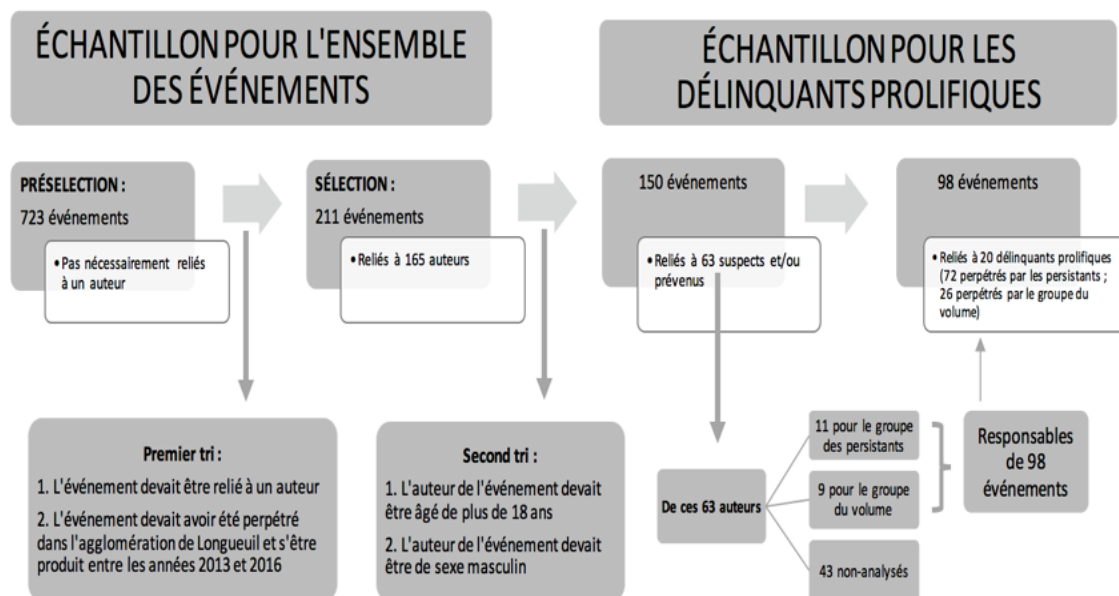 ÉCHANTILLON POUR L'ENSEMBLE
DES ÉVÉNEMENTS
ÉCHANTILLON POUR LES
DÉLINQUANTS PROLIFIQUES
PRÉSELECTION :
723 événements
• Pas nécessairement reliés
à un auteur
SÉLECTION :
211 événements
• Reliés à 165 auteurs
150 événements
• Reliés à 63 suspects et/ou
prévenus
98 événements
• Reliés à 20 délinquants prolifiques
(72 perpétrés par les persistants ;
26 perpétrés par le groupe du
volume)
Premier tri :
1. L'événement devait être relié à un auteur
2. L'événement devait avoir été perpétré
dans l'agglomération de Longueuil et s'être
produit entre les années 2013 et 2016
Second tri :
1. L'auteur de l'événement devait
être âgé de plus de 18 ans
2. L'auteur de l'événement devait
être de sexe masculin
De ces 63 auteurs
11 pour le groupe
des persistants
9 pour le groupe
du volume
43 non-analysés
Responsables
de 98
événements